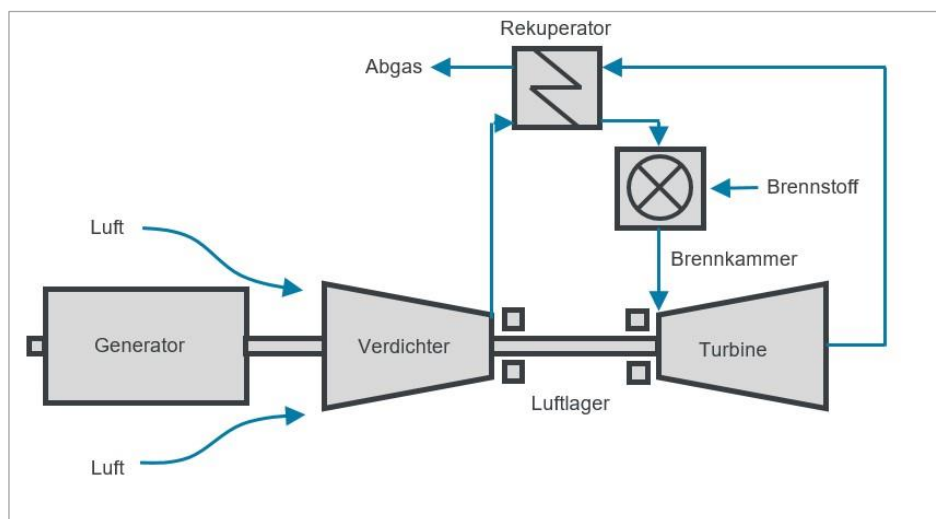 Rekuperator
Abgas
Brennstoff
Luft
Brennkammer
Generator
Verdichter
Turbine
Luftlager
Luft